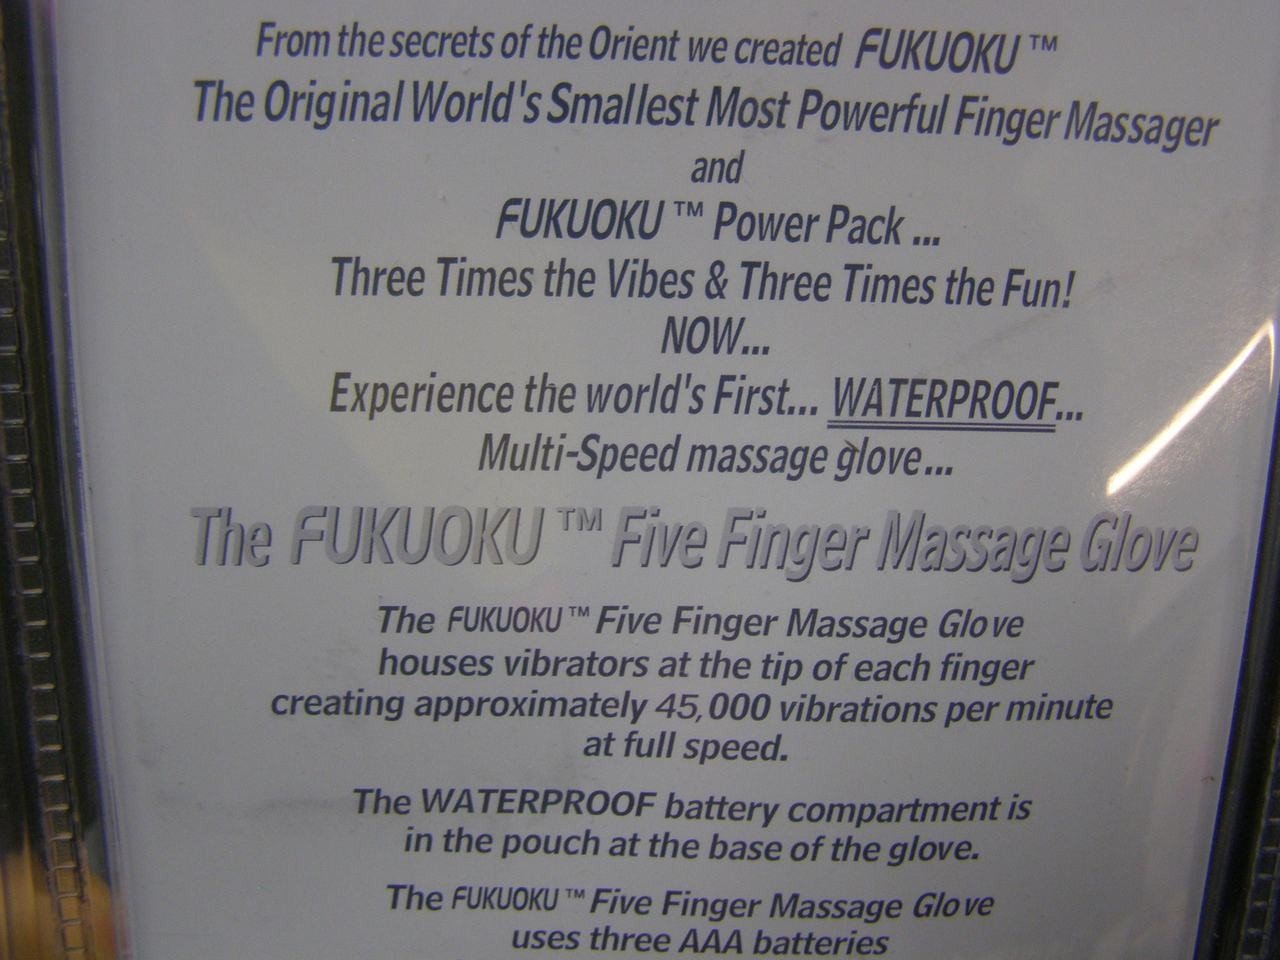 From the secrets of the Orient we created FUKUOKU ™
The Original World's Smallest Most Powerful Finger Massager
and
FUKUOKU ™ Power Pack ...
Three Times the Vibes & Three Times the Fun!
NOW...
Experience the world's First... WATERPROOF...
Multi-Speed massage glove...
The FUKUOKU ™ Five Finger Massage Glove
The FUKUOKU ™ Five Finger Massage Glove
houses vibrators at the tip of each finger
creating approximately 45,000 vibrations per minute
at full speed.
The WATERPROOF battery compartment is
in the pouch at the base of the glove.
The FUKUOKU ™ Five Finger Massage Glove
uses three AAA batteries